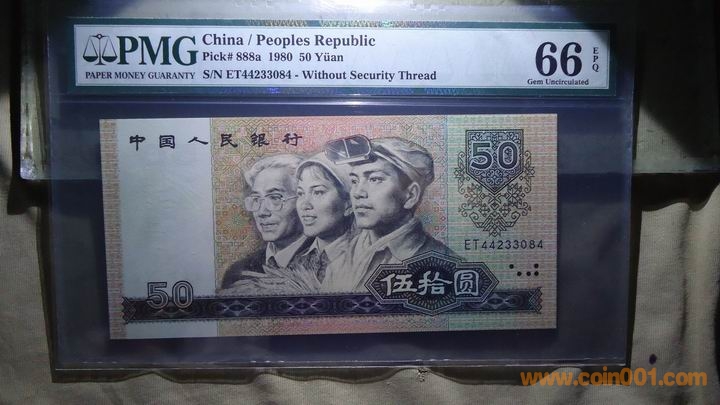 PMG
PAPER MONEY GUARANTY
China / Peoples Republic
Pick# 888a 1980 50 Yüan
S/N ET44233084 - Without Security Thread
66 EPQ
Gem Uncirculated
中国人民银行
50
ET44233084
50
伍拾圆
www.coin001.com